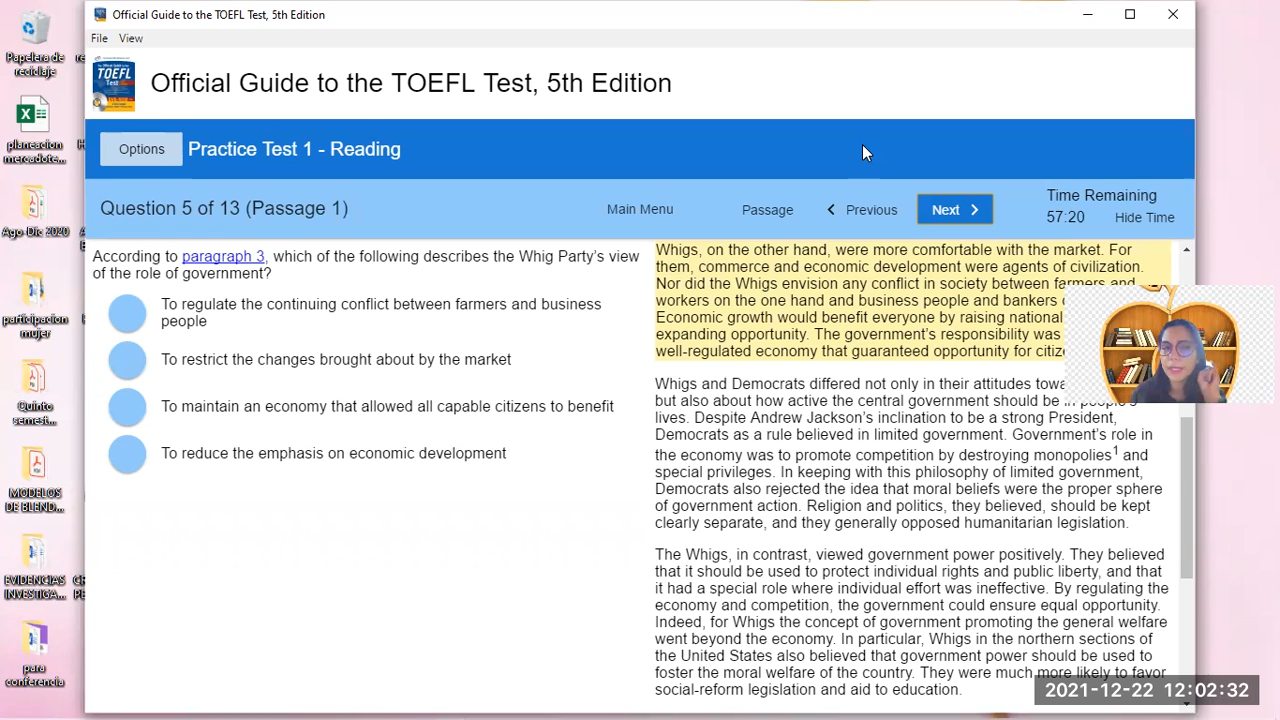 Official Guide to the TOEFL Test, 5th Edition
File View
TOEFL
Official Guide to the TOEFL Test, 5th Edition
Options
Practice Test 1 - Reading
Question 5 of 13 (Passage 1)
Main Menu
Passage
Previous
Next
Time Remaining
57:20
Hide Time
According to paragraph 3, which of the following describes the Whig Party's view
of the role of government?
To regulate the continuing conflict between farmers and business
people
To restrict the changes brought about by the market
To maintain an economy that allowed all capable citizens to benefit
To reduce the emphasis on economic development
Whigs, on the other hand, were more comfortable with the market. For
them, commerce and economic development were agents of civilization.
Nor did the Whigs envision any conflict in society between farmers and
workers on the one hand and business people and bankers
Economic growth would benefit everyone by raising national
expanding opportunity. The government's responsibility was
well-regulated economy that guaranteed opportunity for
Whigs and Democrats differed not only in their attitudes
but also about how active the central government should be in people's
lives. Despite Andrew Jackson's inclination to be a strong President,
Democrats as a rule believed in limited government. Government's role in
the economy was to promote competition by destroying monopolies¹ and
special privileges. In keeping with this philosophy of limited government,
Democrats also rejected the idea that moral beliefs were the proper sphere
of government action. Religion and politics, they believed, should be kept
clearly separate, and they generally opposed humanitarian legislation.
The Whigs, in contrast, viewed government power positively. They believed
that it should be used to protect individual rights and public liberty, and that
it had a special role where individual effort was ineffective. By regulating the
economy and competition, the government could ensure equal opportunity.
Indeed, for Whigs the concept of government promoting the general welfare
went beyond the economy. In particular, Whigs in the northern sections of
the United States also believed that government power should be used to
foster the moral welfare of the country. They were much more likely to favor
social-reform legislation and aid to education.
Papelera de
reciclaje
planeacion
mercadote...
Ago-Dic 2020
participacion
mujer
Quinto
semest...
MODELOS
DE BLEND...
EVIDENCIAS
INVESTIGA...
para
conferencia
2021-12-22 12:02:32